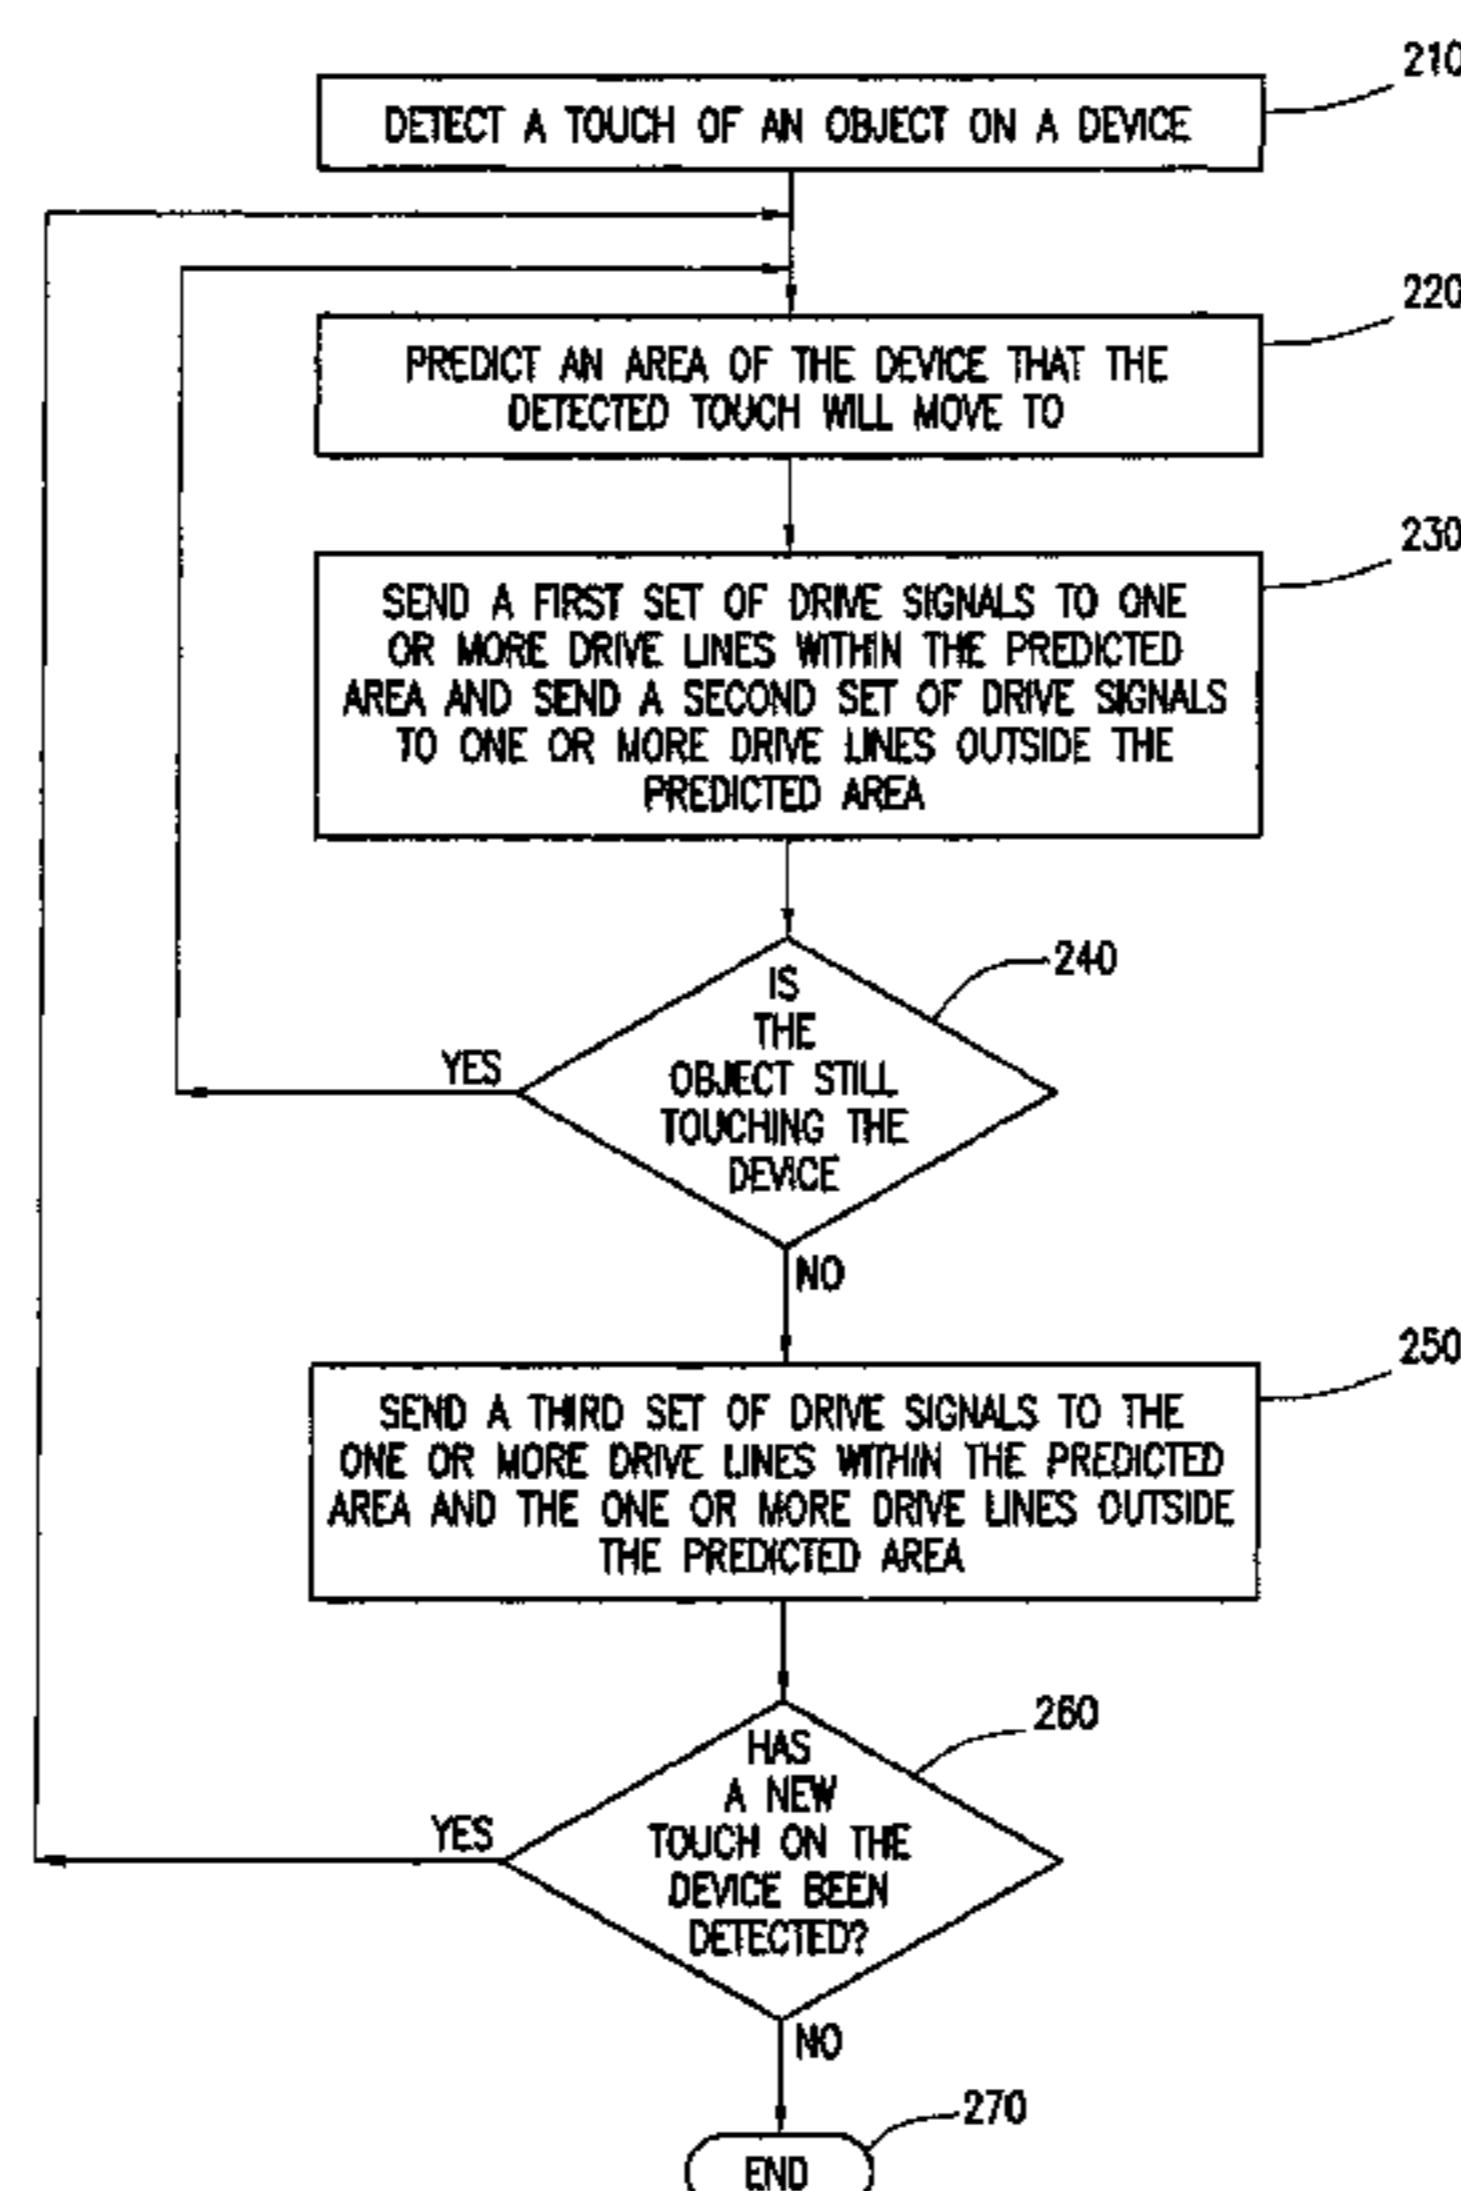 210
DETECT A TOUCH OF AN OBJECT ON A DEVICE
220
PREDICT AN AREA OF THE DEVICE THAT THE
DETECTED TOUCH WILL MOVE TO
230
SEND A FIRST SET OF DRIVE SIGNALS TO ONE
OR MORE DRIVE LINES WITHIN THE PREDICTED
AREA AND SEND A SECOND SET OF DRIVE SIGNALS
TO ONE OR MORE DRIVE LINES OUTSIDE THE
PREDICTED AREA
240
IS
THE
OBJECT STILL
TOUCHING THE
DEVICE
YES
NO
250
SEND A THIRD SET OF DRIVE SIGNALS TO THE
ONE OR MORE DRIVE LINES WITHIN THE PREDICTED
AREA AND THE ONE OR MORE DRIVE LINES OUTSIDE
THE PREDICTED AREA
260
HAS
A NEW
TOUCH ON THE
DEVICE BEEN
DETECTED?
YES
NO
270
END